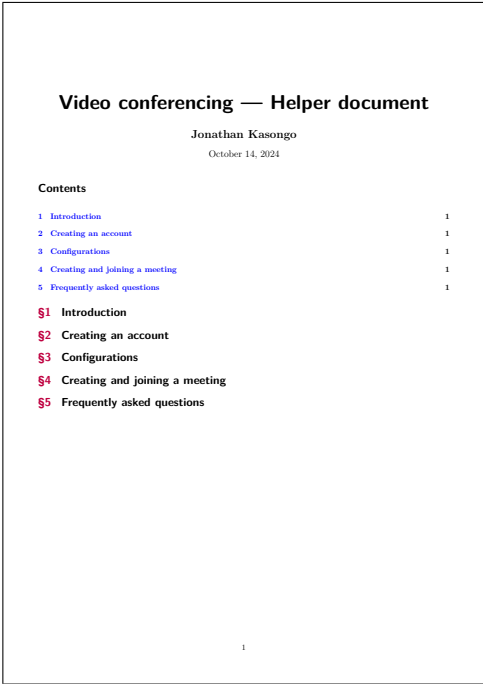 Video conferencing — Helper document
Jonathan Kasongo
October 14, 2024
Contents
1 Introduction 1
2 Creating an account 1
3 Configurations 1
4 Creating and joining a meeting 1
5 Frequently asked questions 1
§1 Introduction
§2 Creating an account
§3 Configurations
§4 Creating and joining a meeting
§5 Frequently asked questions
1